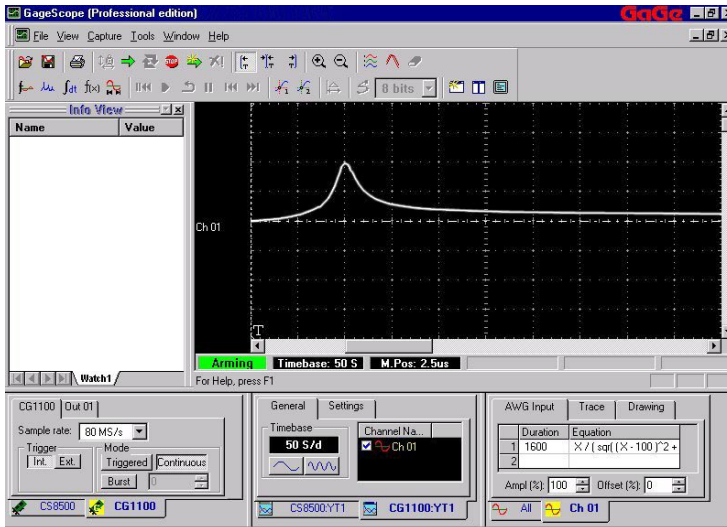 GageScope (Professional edition)
GaGe
File View Capture Tools Window Help
∫dt f(x)
8 bits
Info View
Name Value
Ch 01
T
Arming Timebase: 50 S M.Pos: 2.5us
Watch1
For Help, press F1
CG1100 Out 01
Sample rate: 80 MS/s
Trigger
Int. Ext.
Mode
Triggered Continuous
Burst 0
CS8500 CG1100
General Settings
Timebase
50 S/d
Channel Na...
Ch 01
CS8500:YT1 CG1100:YT1
AWG Input Trace Drawing
Duration Equation
1 1600 X / ( sqr( (X - 100 )^2 +
2
Ampl (%): 100 Offset (%): 0
All Ch 01